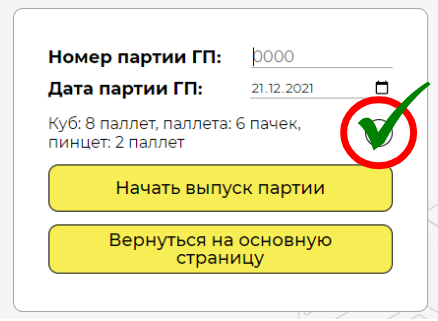 Номер партии ГП: 0000
Дата партии ГП: 21.12.2021
Куб: 8 паллет, паллета: 6 пачек,
пинцет: 2 паллет
Начать выпуск партии
Вернуться на основную
страницу